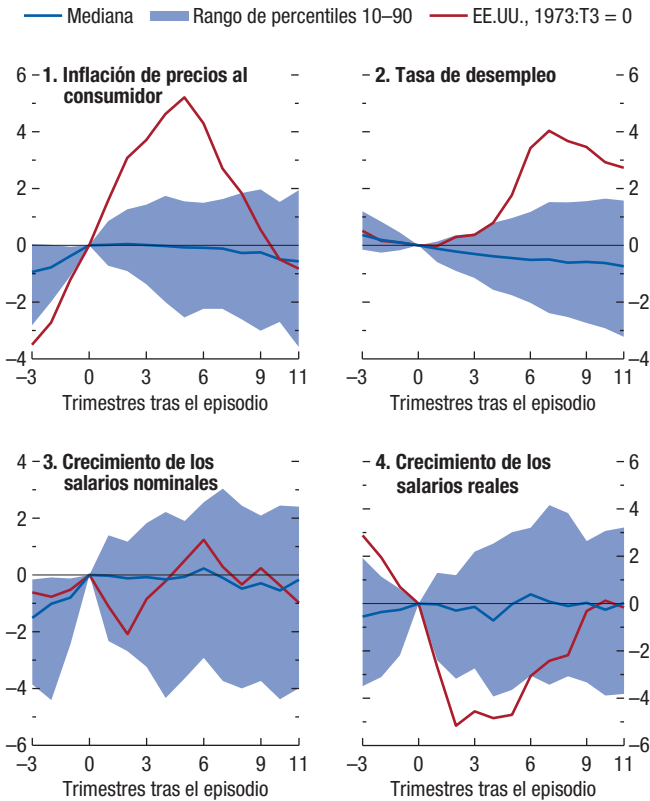 Mediana Rango de percentiles 10–90 EE.UU., 1973:T3 = 0
1. Inflación de precios al
consumidor
6
4
2
0
–2
–4
–3 0 3 6 9 11
Trimestres tras el episodio
2. Tasa de desempleo
6
4
2
0
–2
–4
–3 0 3 6 9 11
Trimestres tras el episodio
3. Crecimiento de los
salarios nominales
4
2
0
–2
–4
–6
–3 0 3 6 9 11
Trimestres tras el episodio
4. Crecimiento de los
salarios reales
6
4
2
0
–2
–4
–6
–3 0 3 6 9 11
Trimestres tras el episodio